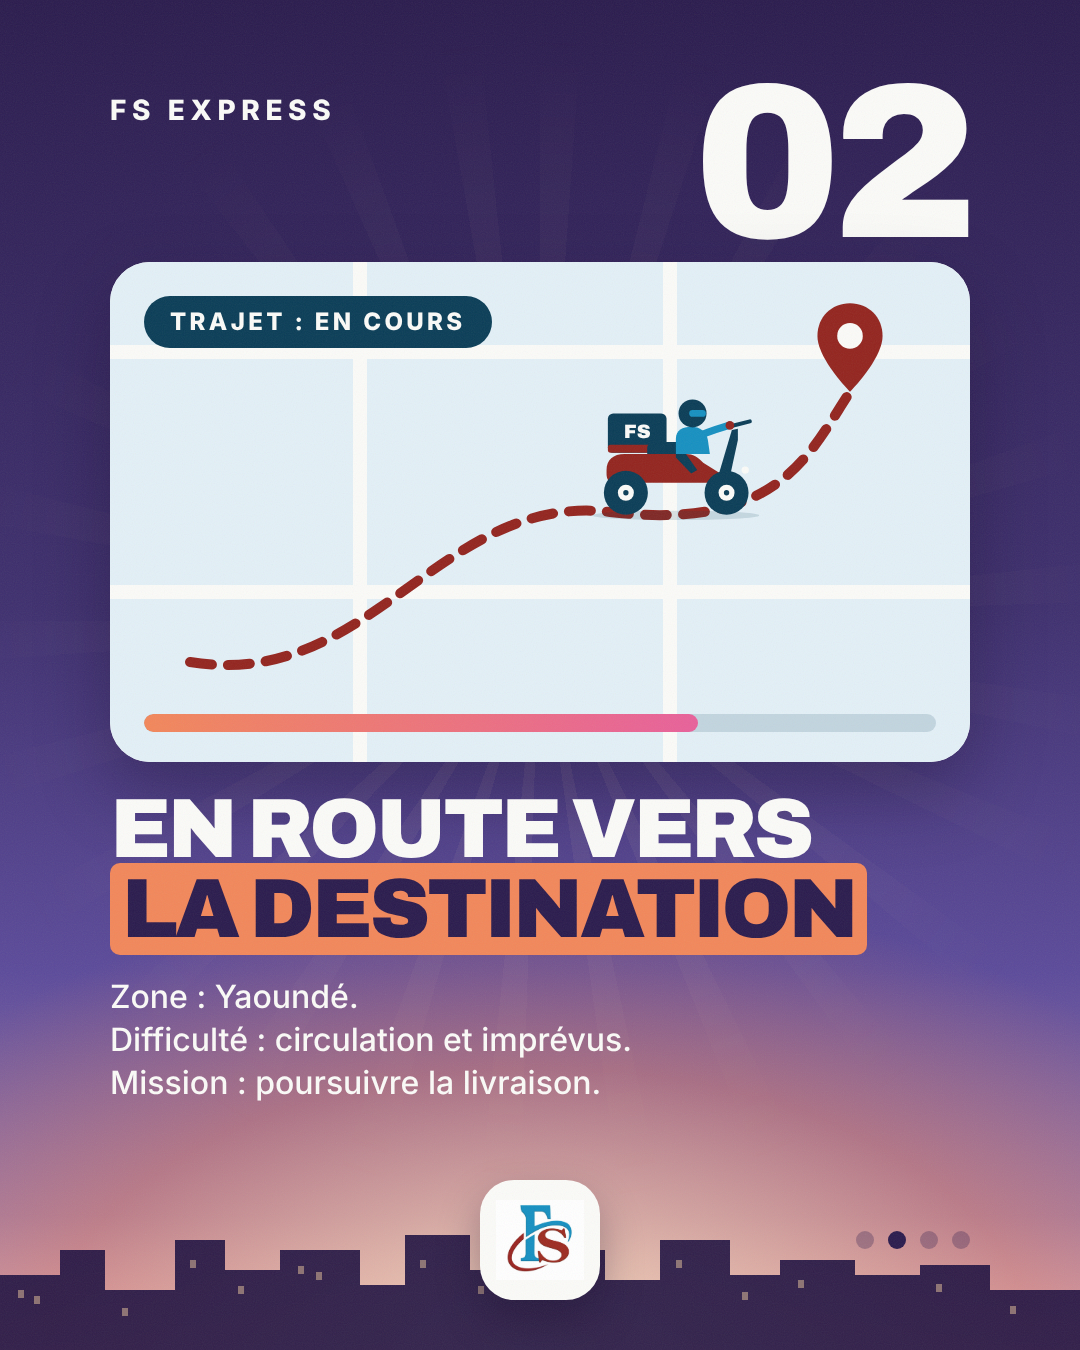 FS EXPRESS
02
TRAJET : EN COURS
FS
EN ROUTE VERS
LA DESTINATION
Zone : Yaoundé.
Difficulté : circulation et imprévus.
Mission : poursuivre la livraison.
FS